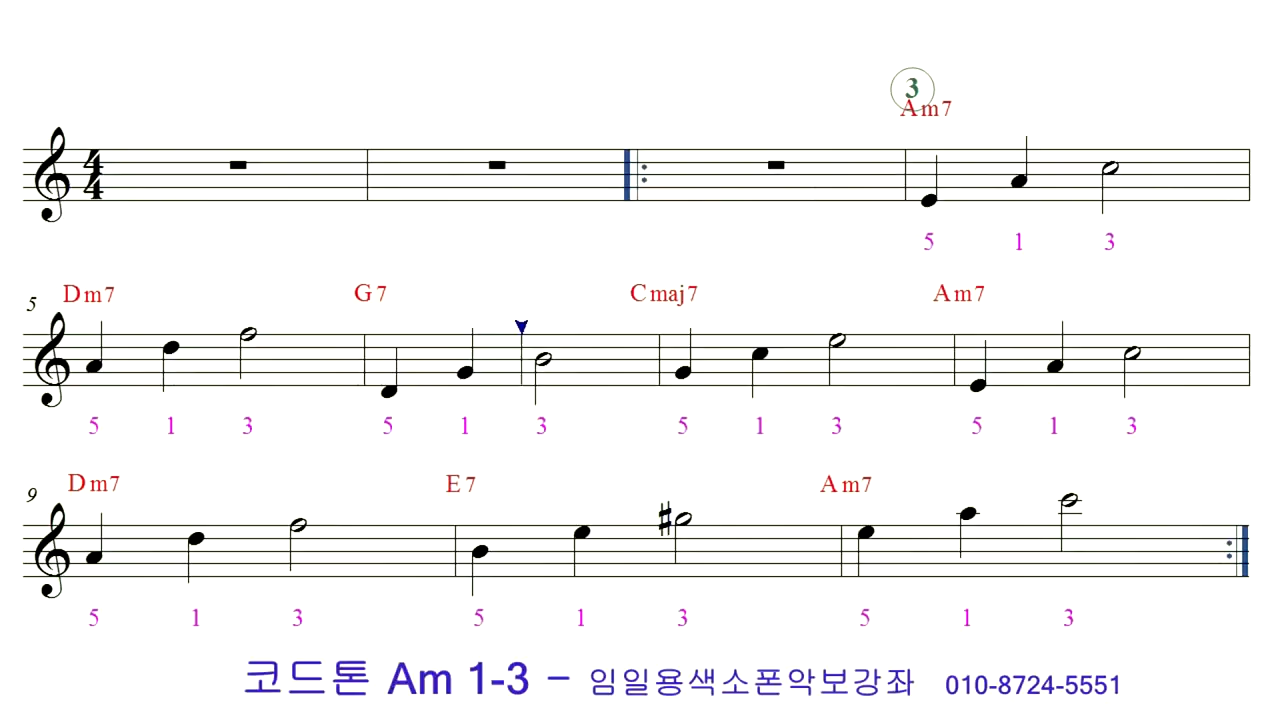 3
Am7
4
4
5 1 3
5 Dm7 G7 Cmaj7 Am7
5 1 3 5 1 3 5 1 3 5 1 3
9 Dm7 E7 Am7
5 1 3 5 1 3 5 1 3
코드톤 Am 1-3 - 임일용색소폰악보강좌 010-8724-5551